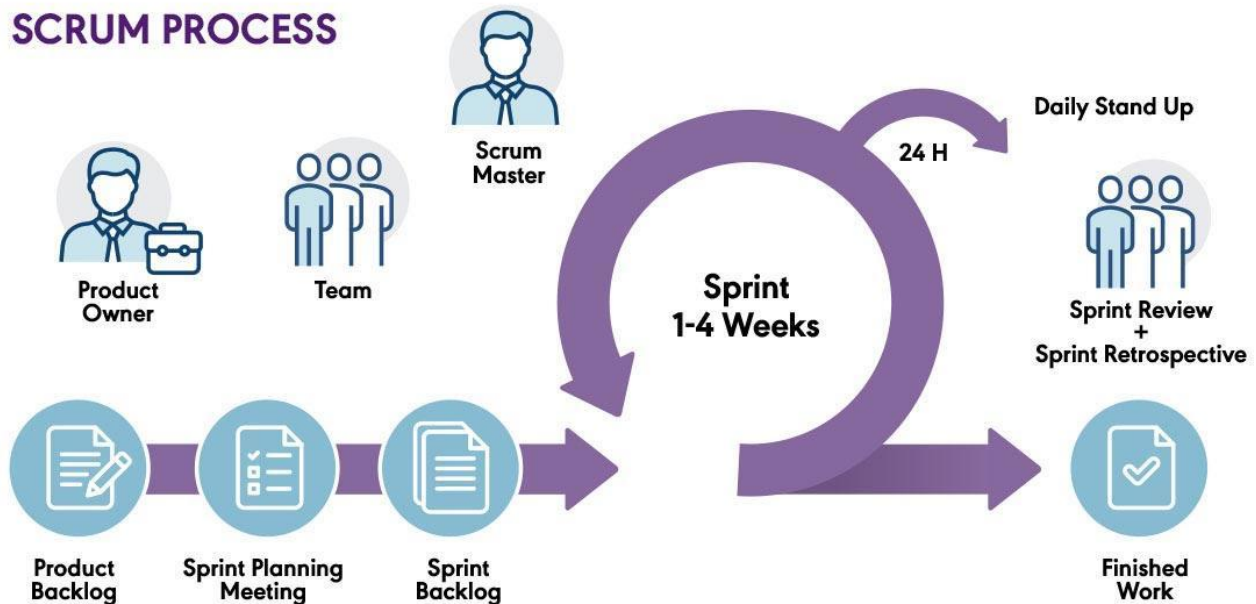 SCRUM PROCESS
Scrum
Master
Product
Owner
Team
Daily Stand Up
24 H
Sprint
1-4 Weeks
Sprint Review
+
Sprint Retrospective
Product
Backlog
Sprint Planning
Meeting
Sprint
Backlog
Finished
Work